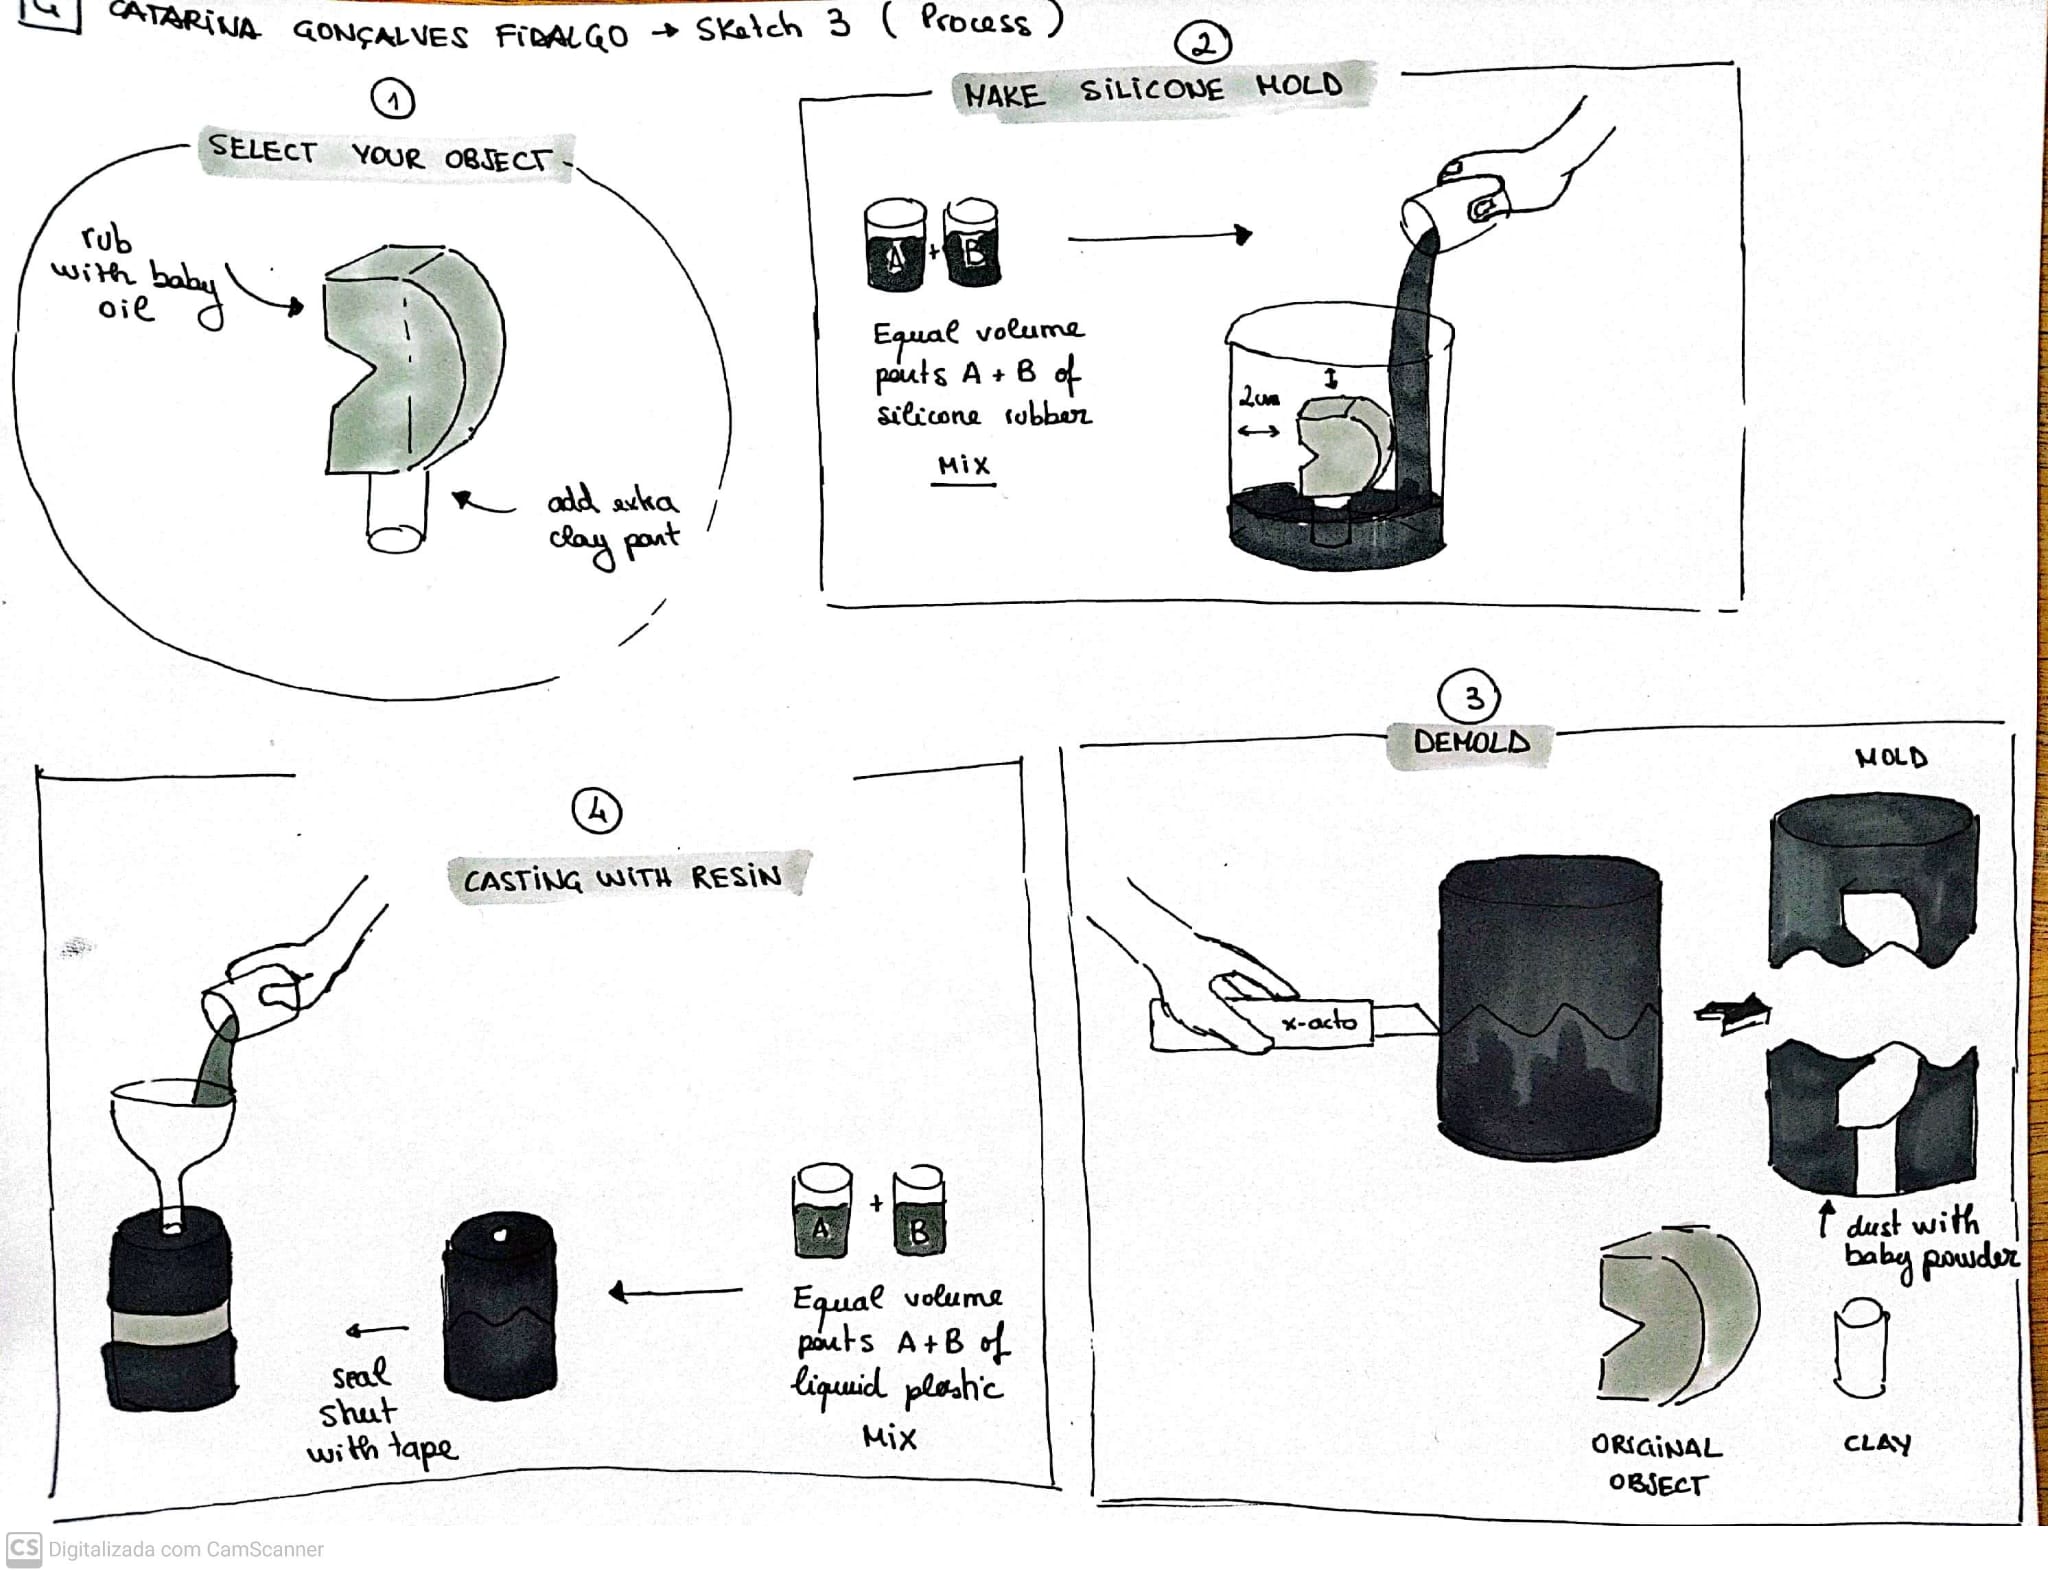 4 CATARINA GONÇALVES FIDALGO → Sketch 3 ( Process )
1
SELECT YOUR OBJECT
rub
with baby
oil
add extra
clay part
2
MAKE SILICONE MOLD
A + B
Equal volume
parts A + B of
silicone rubber
MIX
2cm
3
DEMOLD
MOLD
x-acto
dust with
baby powder
ORIGINAL
OBJECT
CLAY
4
CASTING WITH RESIN
A + B
Equal volume
parts A + B of
liquid plastic
MIX
seal
shut
with tape
CS Digitalizada com CamScanner